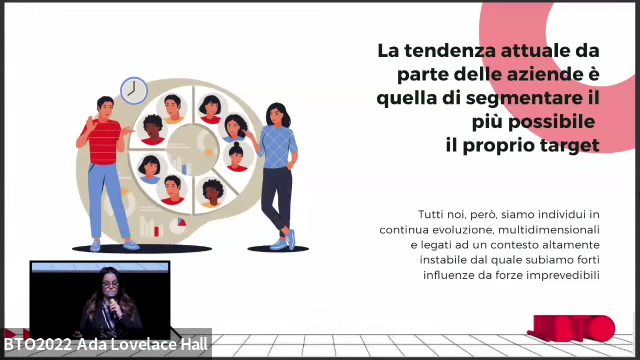 La tendenza attuale da
parte delle aziende è
quella di segmentare il
più possibile
il proprio target
Tutti noi, però, siamo individui in
continua evoluzione, multidimensionali
e legati ad un contesto altamente
instabile dal quale subiamo forti
influenze da forze imprevedibili
BTO
BTO2022 Ada Lovelace Hall